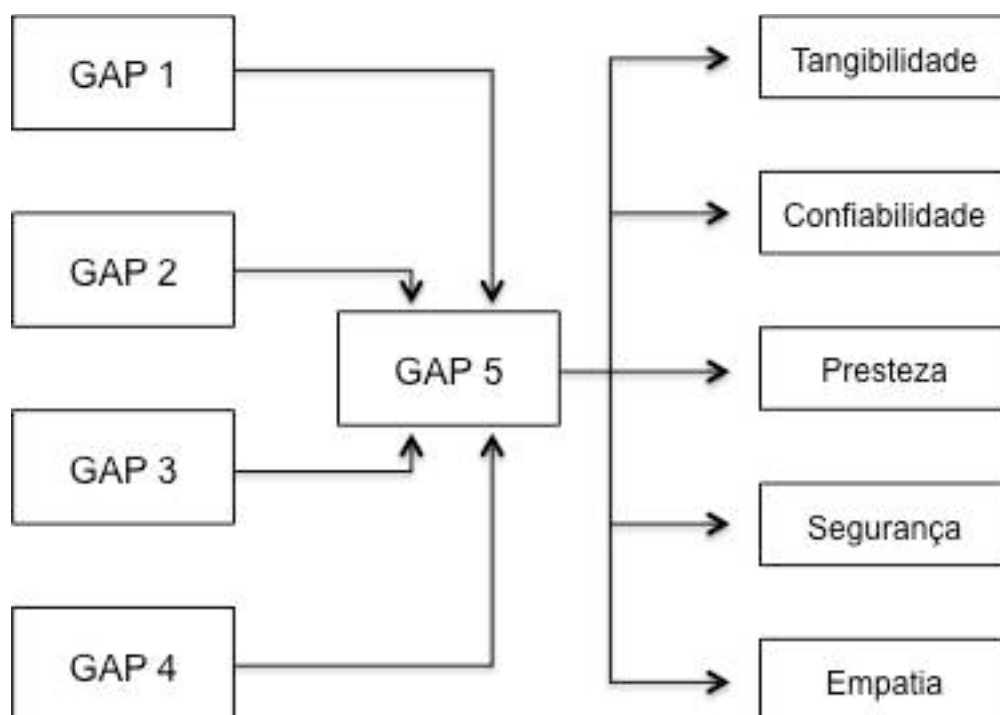 GAP 1
GAP 2
GAP 3
GAP 4
GAP 5
Tangibilidade
Confiabilidade
Presteza
Segurança
Empatia